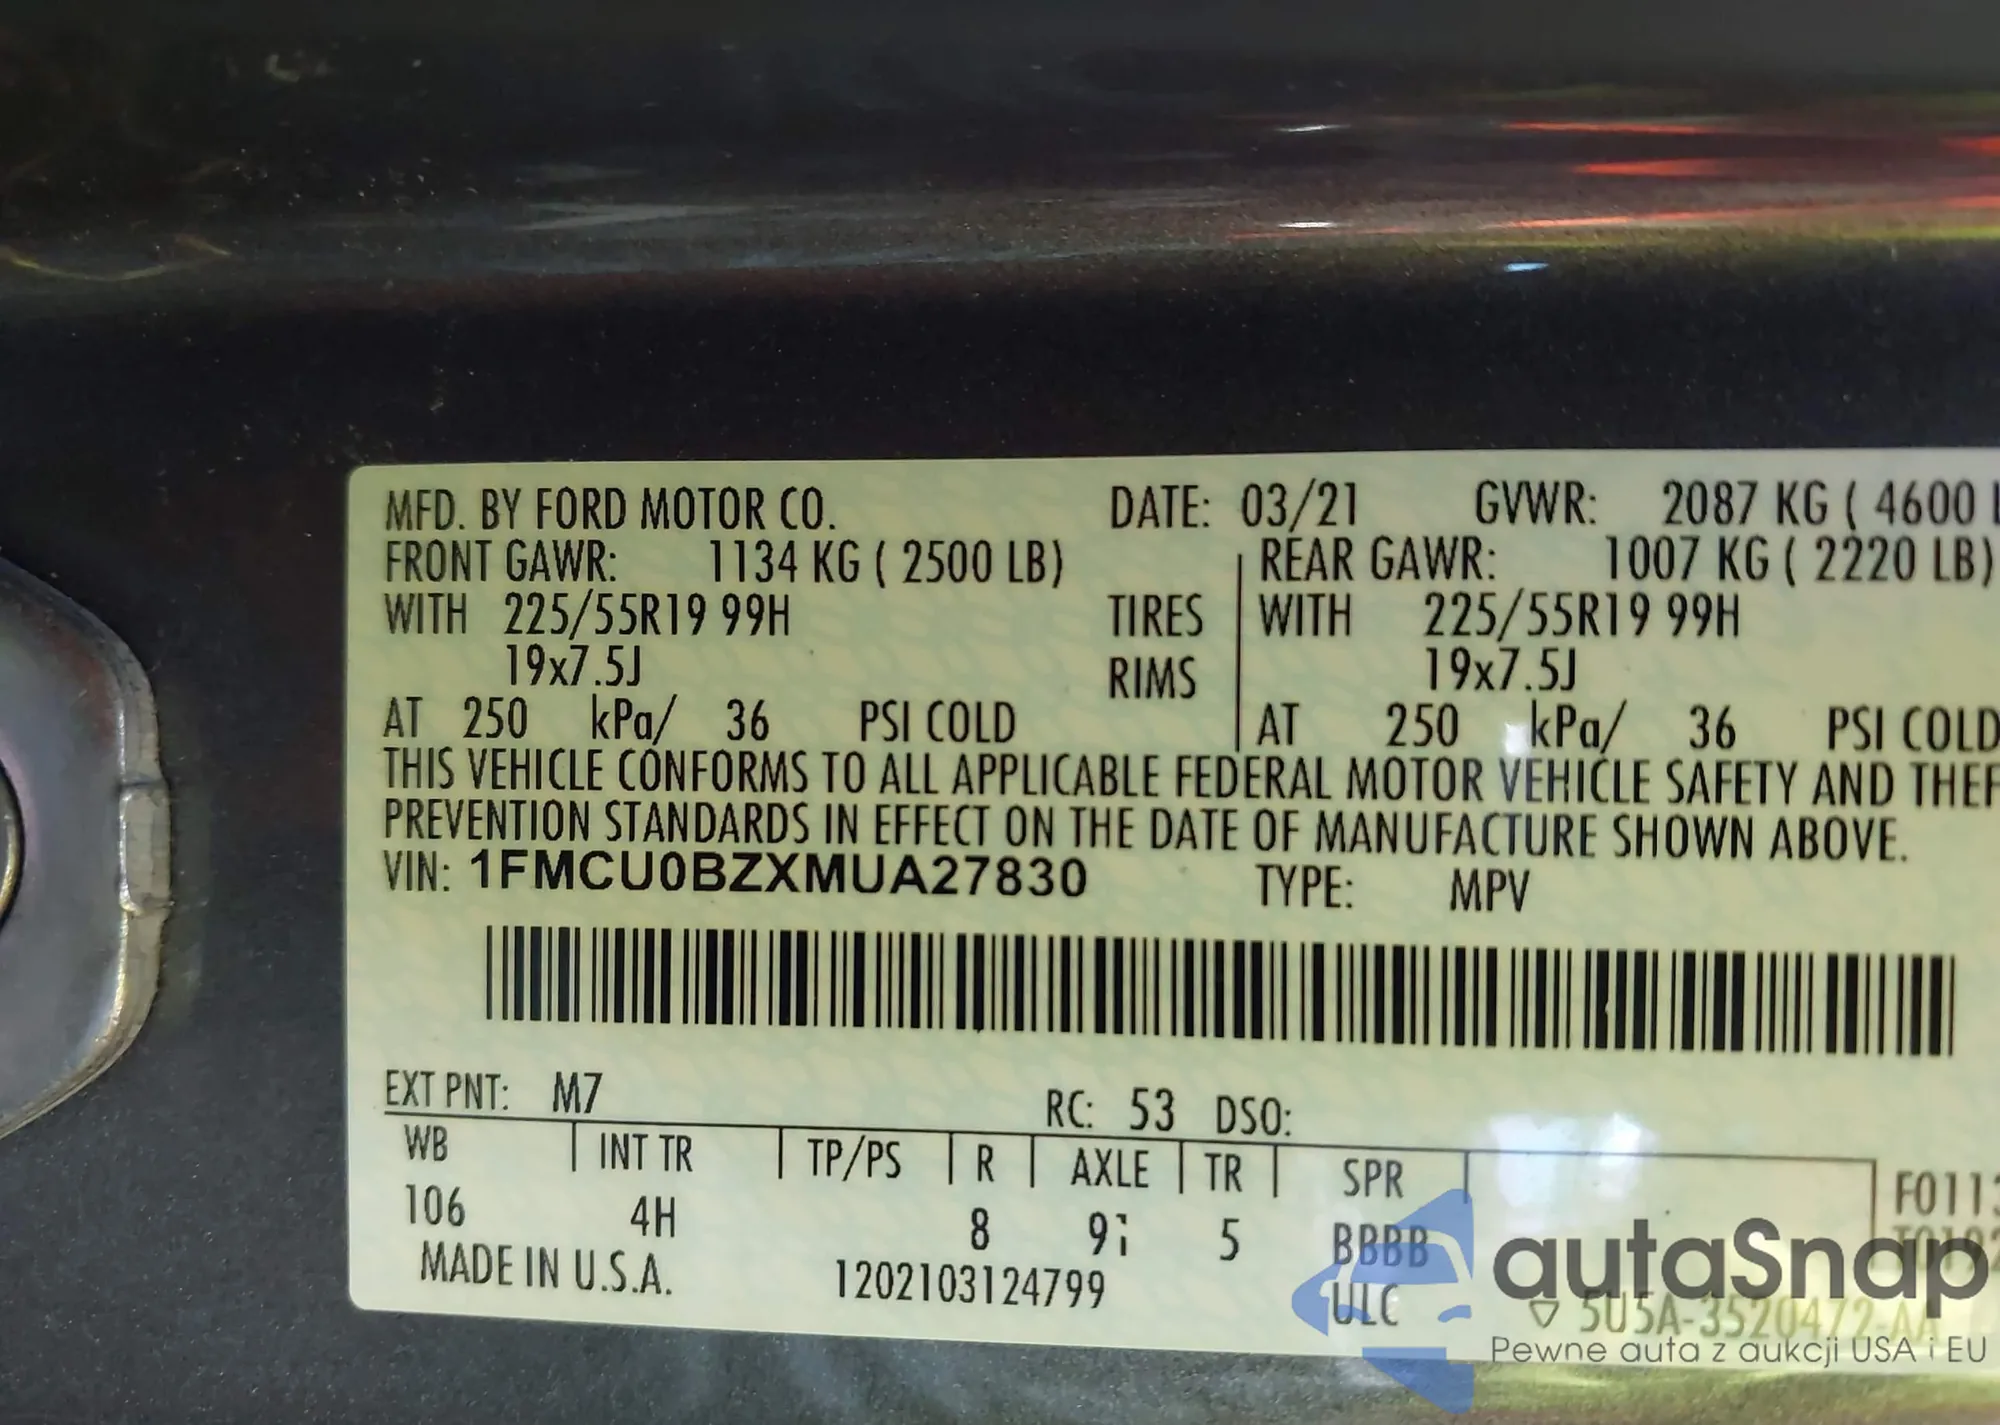 MFD. BY FORD MOTOR CO. DATE: 03/21 GVWR: 2087 KG ( 4600 L
FRONT GAWR: 1134 KG ( 2500 LB) REAR GAWR: 1007 KG ( 2220 LB)
WITH 225/55R19 99H TIRES WITH 225/55R19 99H
19x7.5J RIMS 19x7.5J
AT 250 kPa/ 36 PSI COLD AT 250 kPa/ 36 PSI COLD
THIS VEHICLE CONFORMS TO ALL APPLICABLE FEDERAL MOTOR VEHICLE SAFETY AND THEF
PREVENTION STANDARDS IN EFFECT ON THE DATE OF MANUFACTURE SHOWN ABOVE.
VIN: 1FMCU0BZXMUA27830 TYPE: MPV
EXT PNT: M7 RC: 53 DSO:
WB INT TR TP/PS R AXLE TR SPR F0113
106 4H 8 5 BBBB
MADE IN U.S.A. 1202103124799 ULC
autaSnap
5U5A-3520472-AA
Pewne auta z aukcji USA i EU